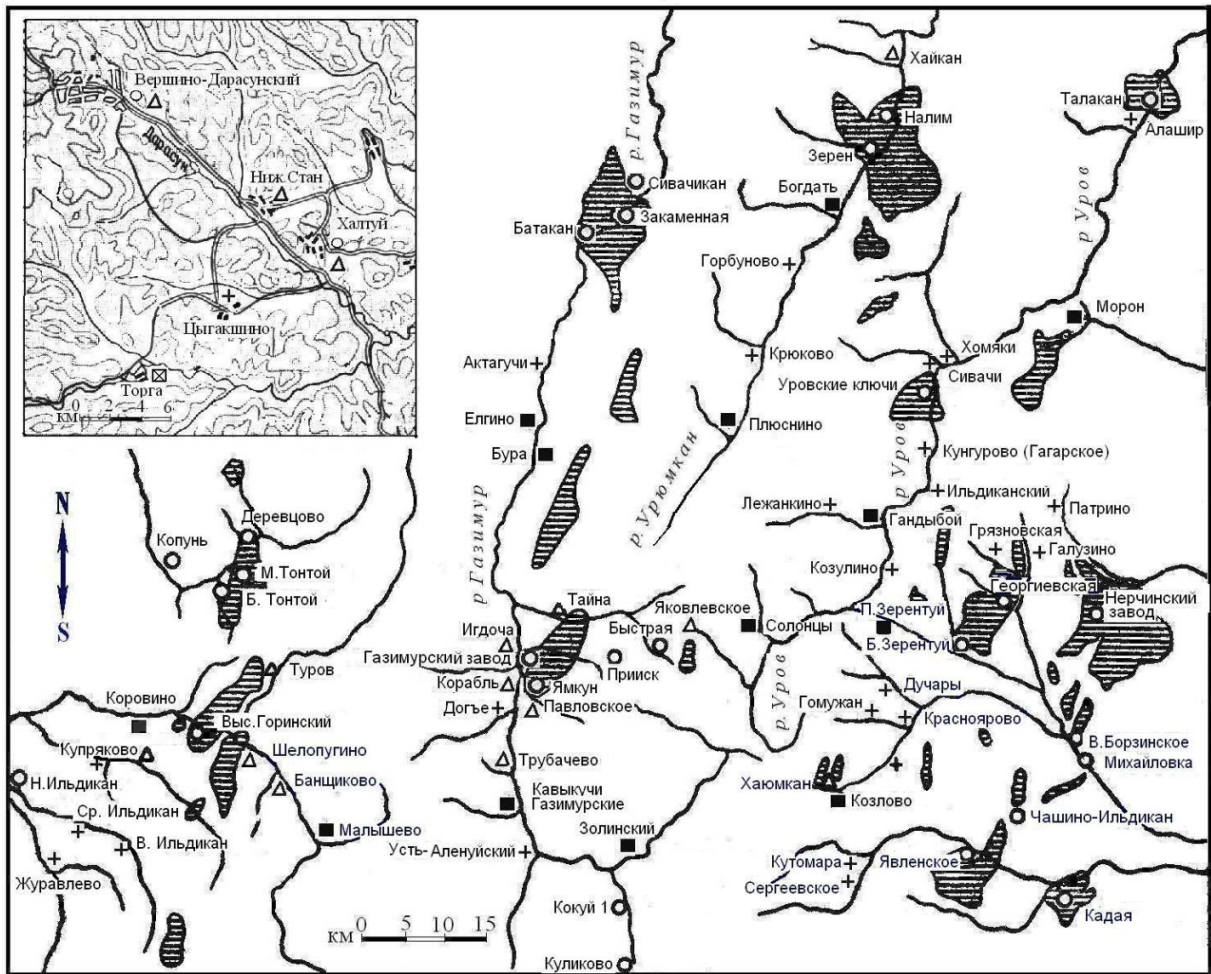 Вершино-Дарасунский
Дарасун
Ниж.Стан
Халтуй
Цыгакшино
Торга
0 2 4 6
КМ
N
S
Хайкан
Талакан
Алашир
Налим
Зерен
р.Газимур
Сивачикан
Закаменная
Батакан
Богдать
р Уров
Горбуново
Морон
Актагучи
Крюково
Хомяки
Сивачи
Уровские ключи
Елгино
Плюснино
Бура
р.Урюмкан
р Уров
Кунгурово (Гагарское)
Ильдиканский
Лежанкино
Гандыбой
Патрино
Грязновская
Галузино
Деревцово
Копунь
М.Тонтой
Б. Тонтой
р Газимур
Козулино
Тайна
Яковлевское
П.Зерентуй
Георгиевская
Нерчинский
завод
Игдоча
Быстрая
Солонцы
Газимурский завод
Прииск
Б.Зерентуй
Туров
Корабль
Ямкун
р.Уров
Дучары
Коровино
Догъе
Павловское
Гомужан
Красноярово
Выс.Горинский
Купряково
Шелопугино
Трубачево
В.Борзинское
Михайловка
Н.Ильдикан
Банщиково
Хаюмкан
Кавыкучи
Газимурские
Козлово
Ср. Ильдикан
В. Ильдикан
Малышево
Золинский
Чашино-Ильдикан
Усть-Аленуйский
Кутомара
Явленское
Журавлево
Сергеевское
Кокуй 1
Кадая
КМ
0 5 10 15
Куликово